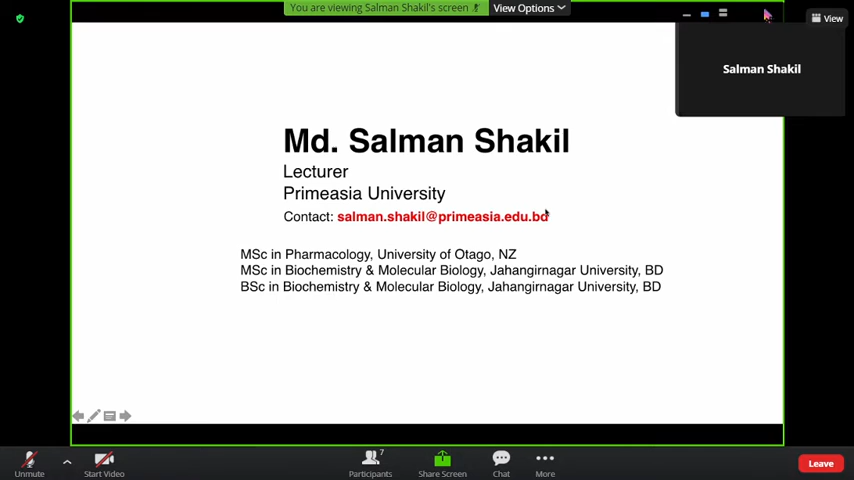 You are viewing Salman Shakil's screen
View Options
View
Salman Shakil
Md. Salman Shakil
Lecturer
Primeasia University
Contact: salman.shakil@primeasia.edu.bd
MSc in Pharmacology, University of Otago, NZ
MSc in Biochemistry & Molecular Biology, Jahangirnagar University, BD
BSc in Biochemistry & Molecular Biology, Jahangirnagar University, BD
Unmute
Start Video
7
Participants
Share Screen
Chat
More
Leave